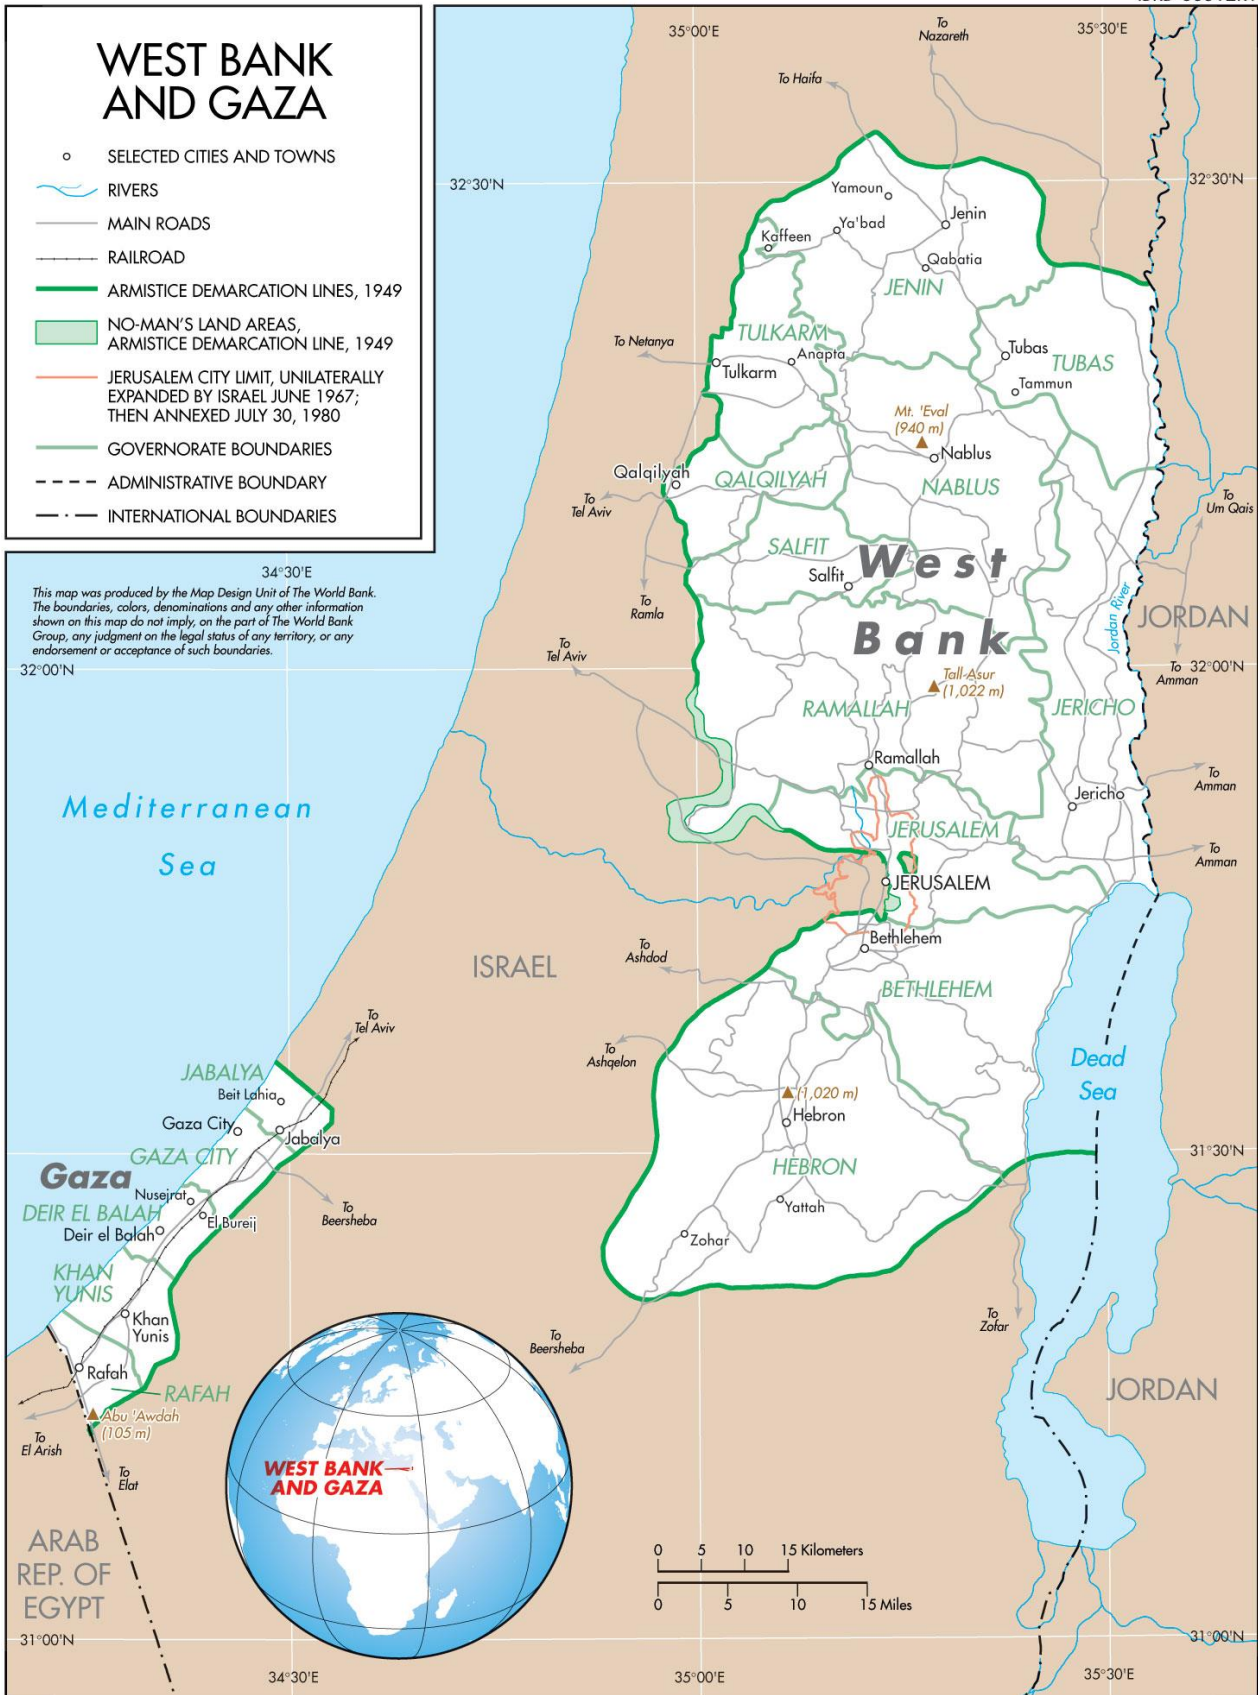 WEST BANK
AND GAZA
SELECTED CITIES AND TOWNS
RIVERS
MAIN ROADS
RAILROAD
ARMISTICE DEMARCATION LINES, 1949
NO-MAN'S LAND AREAS,
ARMISTICE DEMARCATION LINE, 1949
JERUSALEM CITY LIMIT, UNILATERALLY
EXPANDED BY ISRAEL JUNE 1967;
THEN ANNEXED JULY 30, 1980
GOVERNORATE BOUNDARIES
ADMINISTRATIVE BOUNDARY
INTERNATIONAL BOUNDARIES
34°30'E
This map was produced by the Map Design Unit of The World Bank.
The boundaries, colors, denominations and any other information
shown on this map do not imply, on the part of The World Bank
Group, any judgment on the legal status of any territory, or any
endorsement or acceptance of such boundaries.
32°00'N
35°00'E
To
Nazareth
35°30'E
To Haifa
32°30'N
32°30'N
Yamoun
Jenin
Ya'bad
Kaffeen
Qabatia
JENIN
TULKARM
To Netanya
Anapta
Tulkarm
Tubas
TUBAS
Tammun
Mt. 'Eval
(940 m)
Nablus
Qalqilyah
QALQILYAH
NABLUS
To
Tel Aviv
To
Um Qais
SALFIT
West
Bank
Salfit
To
Ramla
Jordan River
JORDAN
To
Tel Aviv
32°00'N
To
Amman
Tall Asur
(1,022 m)
RAMALLAH
JERICHO
Ramallah
Jericho
To
Amman
JERUSALEM
To
Amman
JERUSALEM
Mediterranean
Sea
Bethlehem
To
Ashdod
ISRAEL
BETHLEHEM
To
Tel Aviv
To
Ashqelon
Dead
Sea
JABALYA
Beit Lahia
(1,020 m)
Hebron
Gaza City
Jabalya
GAZA CITY
Gaza
31°30'N
HEBRON
Nusejrat
Yattah
DEIR EL BALAH
El Bureij
To
Beersheba
Deir el Balah
Zohar
KHAN
YUNIS
Khan
Yunis
To
Zofar
To
Beersheba
Rafah
RAFAH
JORDAN
Abu 'Awdah
(105 m)
To
El Arish
To
Elat
WEST BANK
AND GAZA
ARAB
REP. OF
EGYPT
0 5 10 15 Kilometers
0 5 10 15 Miles
31°00'N
31°00'N
34°30'E
35°00'E
35°30'E